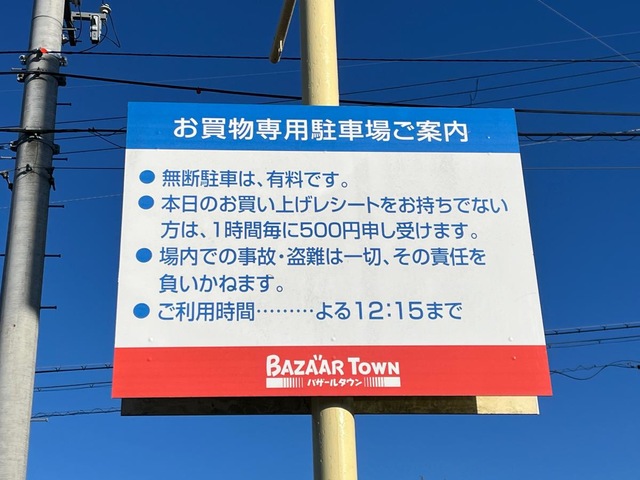 お買物専用駐車場ご案内
●無断駐車は、有料です。
●本日のお買い上げレシートをお持ちでない
方は、1時間毎に500円申し受けます。
●場内での事故・盗難は一切、その責任を
負いかねます。
●ご利用時間………よる12:15まで
BAZAAR TOWN
バザールタウン